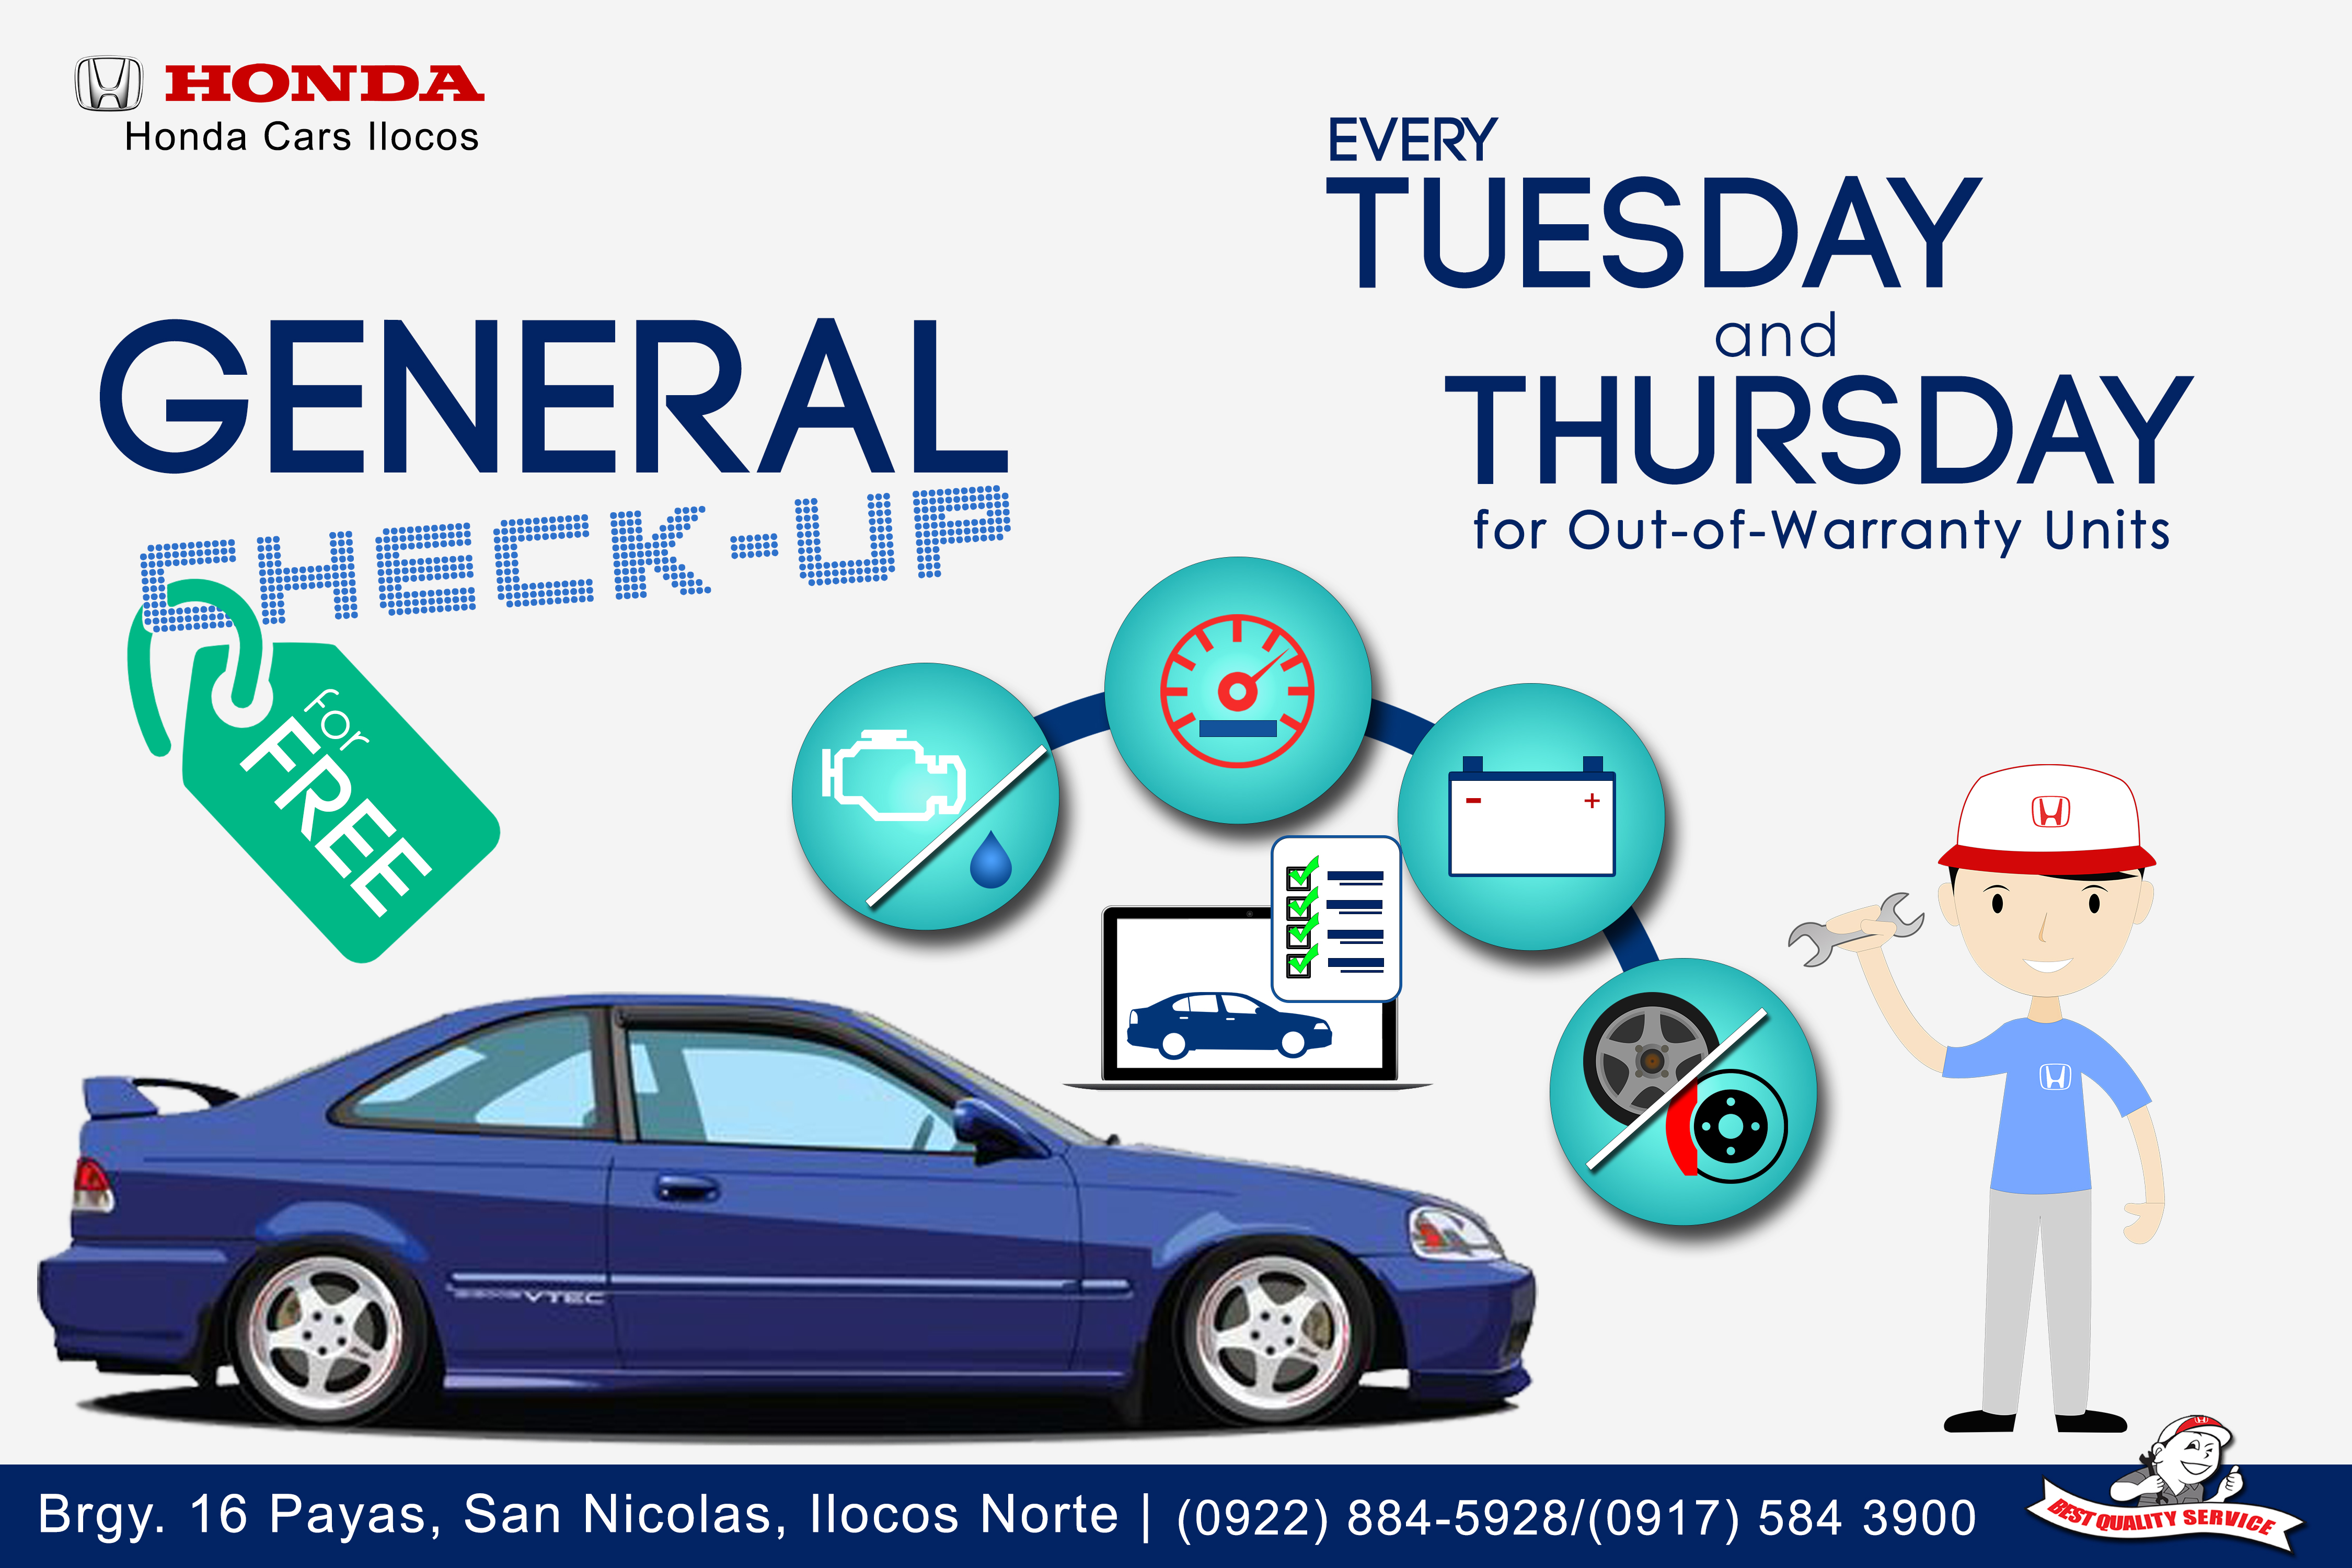 HONDA
Honda Cars Ilocos
EVERY
TUESDAY
and
THURSDAY
for Out-of-Warranty Units
GENERAL
CHECK-UP
for
FREE
- +
VTEC
Brgy. 16 Payas, San Nicolas, Ilocos Norte | (0922) 884-5928/(0917) 584 3900
BEST QUALITY SERVICE